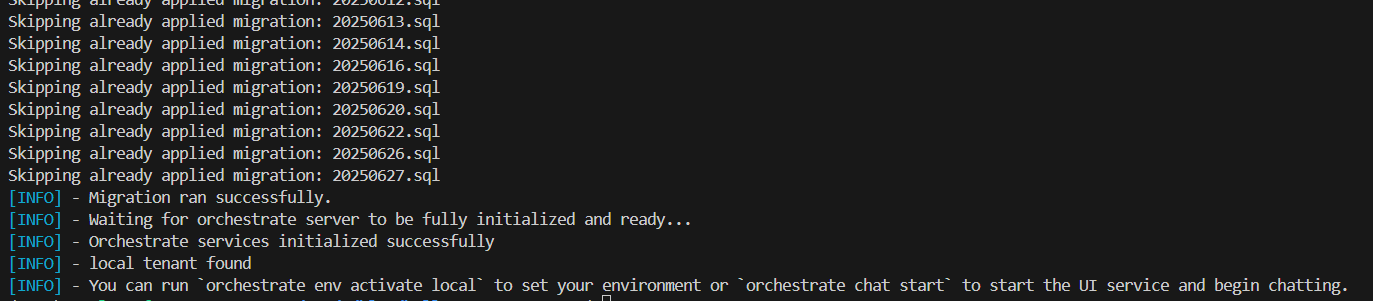 Skipping already applied migration: 20250612.sql
Skipping already applied migration: 20250613.sql
Skipping already applied migration: 20250614.sql
Skipping already applied migration: 20250616.sql
Skipping already applied migration: 20250619.sql
Skipping already applied migration: 20250620.sql
Skipping already applied migration: 20250622.sql
Skipping already applied migration: 20250626.sql
Skipping already applied migration: 20250627.sql
[INFO] - Migration ran successfully.
[INFO] - Waiting for orchestrate server to be fully initialized and ready...
[INFO] - Orchestrate services initialized successfully
[INFO] - local tenant found
[INFO] - You can run `orchestrate env activate local` to set your environment or `orchestrate chat start` to start the UI service and begin chatting.